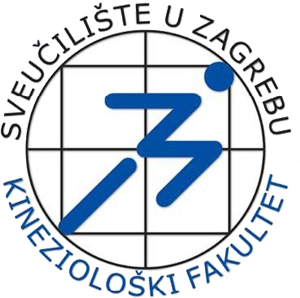 SVEUČILIŠTE U ZAGREBU
KINEZIOLOŠKI FAKULTET